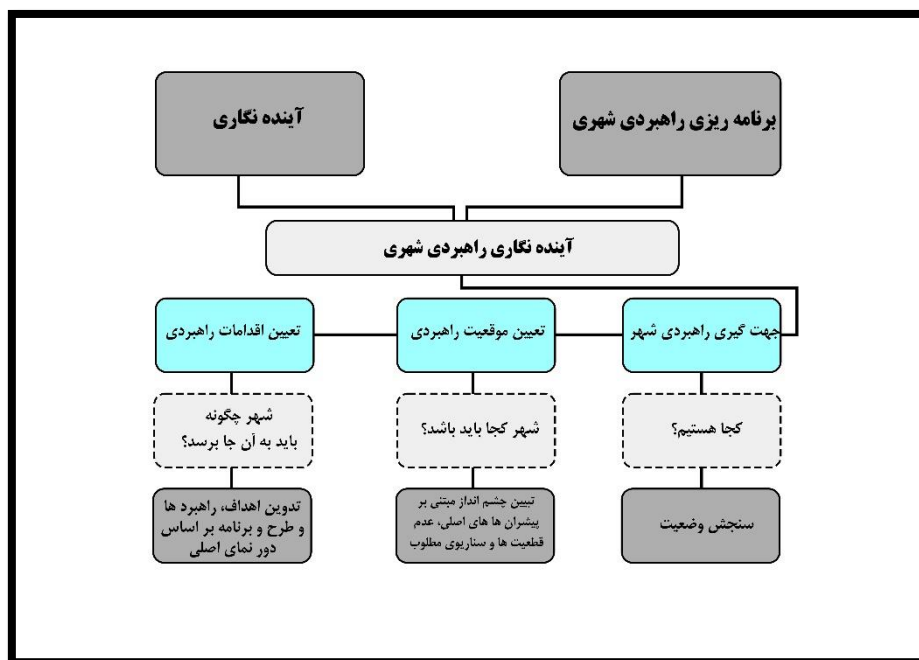 برنامه ریزی راهبردی شهری
آینده نگاری
آینده نگاری راهبردی شهری
جهت گیری راهبردی شهر
تعیین موقعیت راهبردی
تعیین اقدامات راهبردی
کجا هستیم؟
شهر کجا باید باشد؟
شهر چگونه
باید به آن جا برسد؟
سنجش وضعیت
تبیین چشم انداز مبتنی بر
پیشران ها های اصلی، عدم
قطعیت ها و سناریوی مطلوب
تدوین اهداف، راهبرد ها
و طرح و برنامه بر اساس
دور نمای اصلی